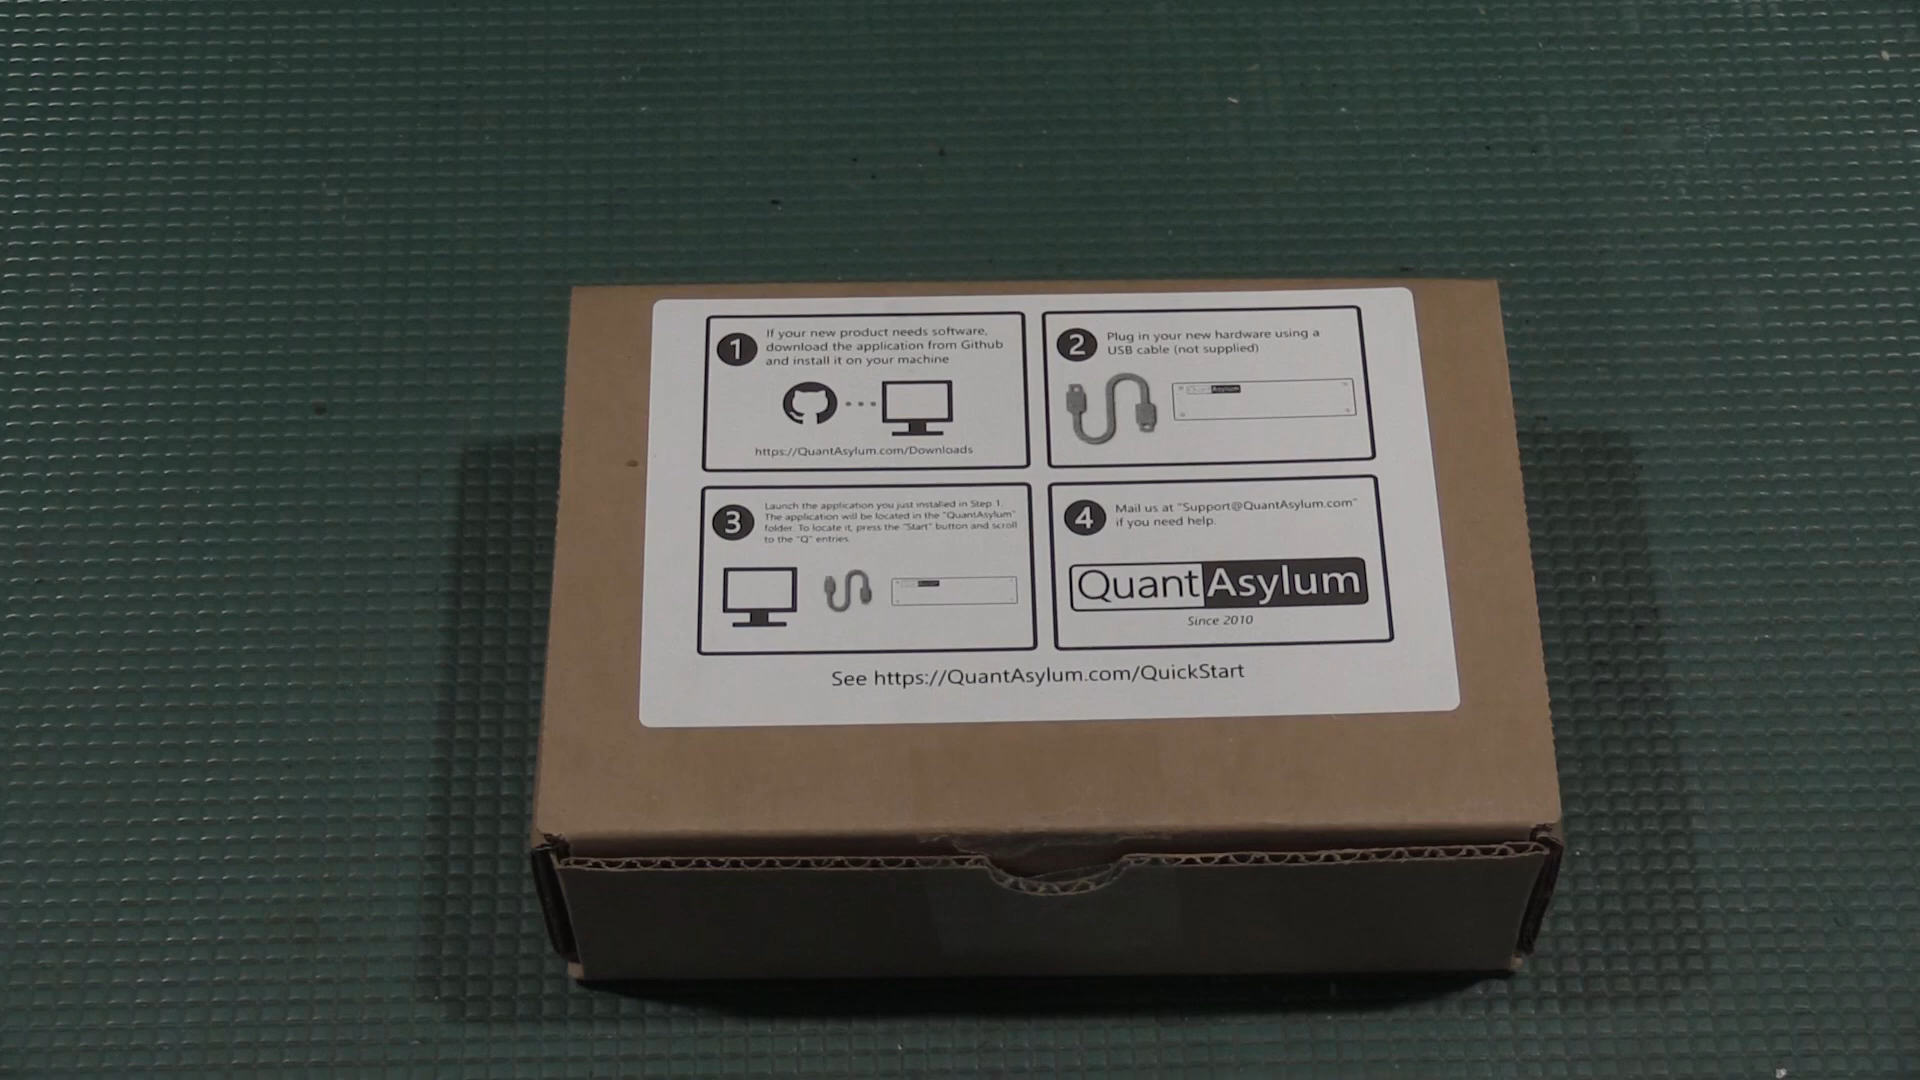 1
If your new product needs software,
download the application from Github
and install it on your machine
https://QuantAsylum.com/Downloads
2
Plug in your new hardware using a
USB cable (not supplied)
QuantAsylum
3
Launch the application you just installed in Step 1.
The application will be located in the "QuantAsylum"
folder. To locate it, press the "Start" button and scroll
to the "Q" entries.
4
Mail us at "Support@QuantAsylum.com"
if you need help.
QuantAsylum
Since 2010
See https://QuantAsylum.com/QuickStart